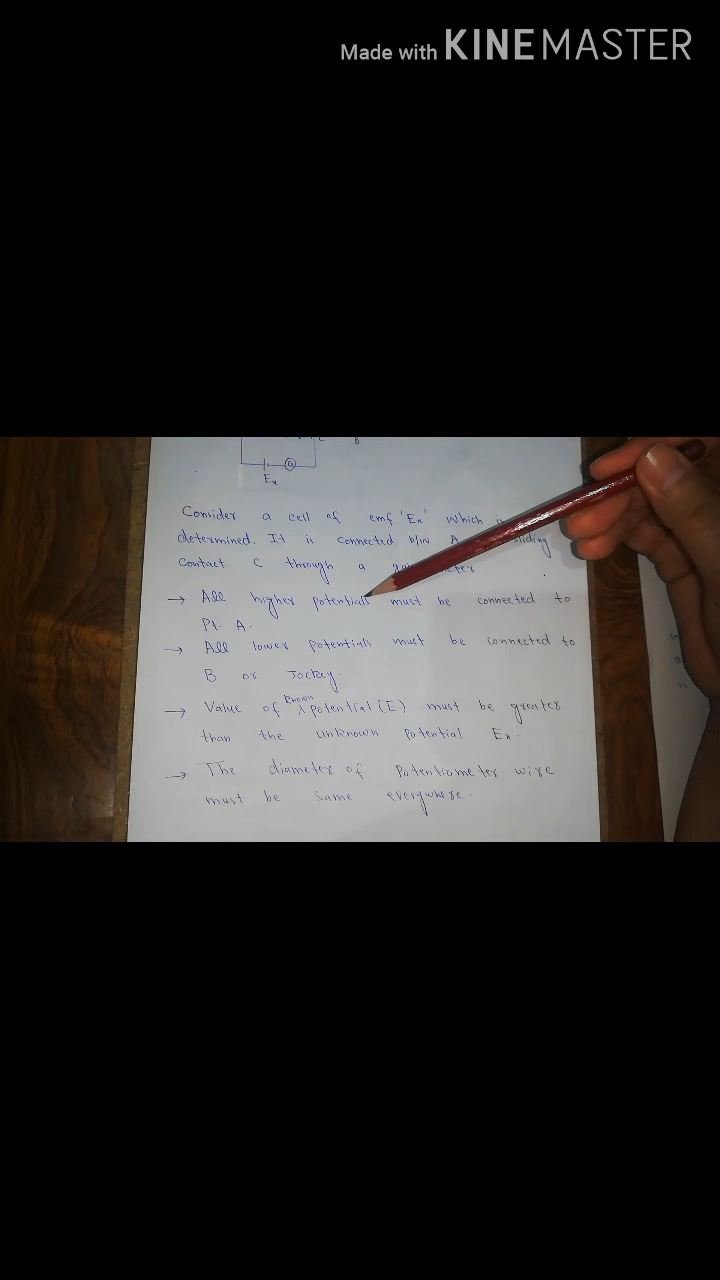 Made with KINEMASTER
C B
G
Ex
Consider a cell of emf 'Ex' which
determined. It is connected b/w A sliding
Contact C through a
→ All higher potentials must be connected to
Pt. A.
→ All lower potentials must be connected to
B or Jockey.
known
→ Value of ^ potential (E) must be greater
than the unknown potential Ex.
→ The diameter of Potentiometer wire
must be same everywhere.